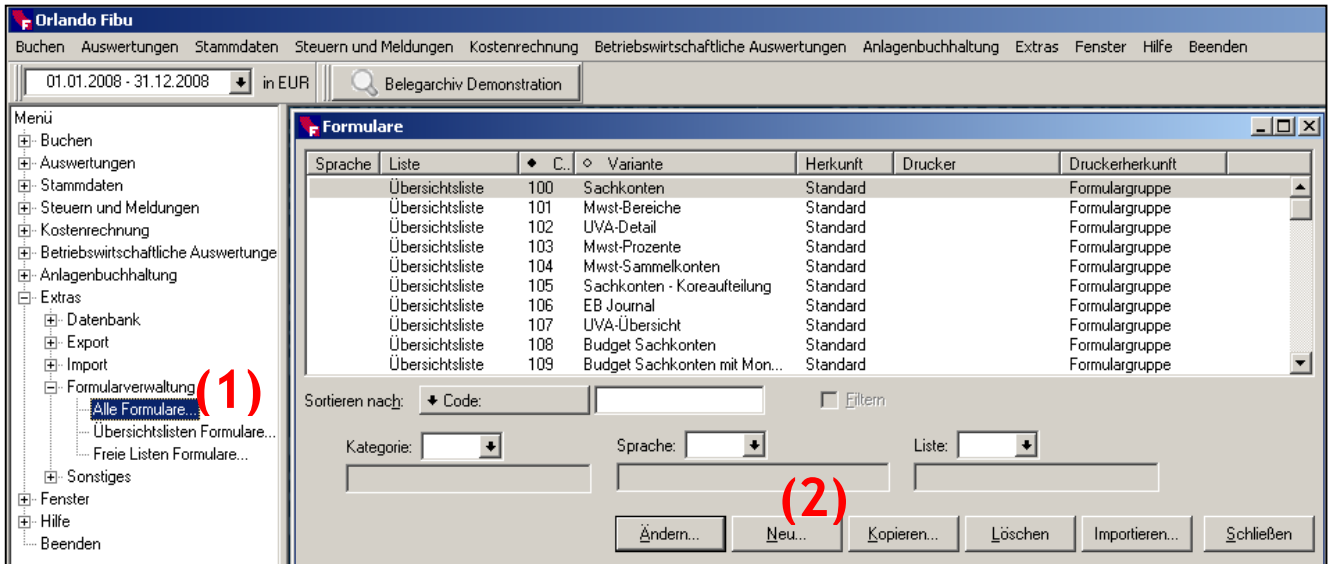 Orlando Fibu
Buchen Auswertungen Stammdaten Steuern und Meldungen Kostenrechnung Betriebswirtschaftliche Auswertungen Anlagenbuchhaltung Extras Fenster Hilfe Beenden
01.01.2008 - 31.12.2008 in EUR Belegarchiv Demonstration
Menü
Buchen
Auswertungen
Stammdaten
Steuern und Meldungen
Kostenrechnung
Betriebswirtschaftliche Auswertunge
Anlagenbuchhaltung
Extras
Datenbank
Export
Import
Formularverwaltung
Alle Formulare...
(1)
Übersichtslisten Formulare...
Freie Listen Formulare...
Sonstiges
Fenster
Hilfe
Beenden
Formulare
Sprache Liste C.. Variante Herkunft Drucker Druckerherkunft
Übersichtsliste 100 Sachkonten Standard Formulargruppe
Übersichtsliste 101 Mwst-Bereiche Standard Formulargruppe
Übersichtsliste 102 UVA-Detail Standard Formulargruppe
Übersichtsliste 103 Mwst-Prozente Standard Formulargruppe
Übersichtsliste 104 Mwst-Sammelkonten Standard Formulargruppe
Übersichtsliste 105 Sachkonten - Koreaufteilung Standard Formulargruppe
Übersichtsliste 106 EB Journal Standard Formulargruppe
Übersichtsliste 107 UVA-Übersicht Standard Formulargruppe
Übersichtsliste 108 Budget Sachkonten Standard Formulargruppe
Übersichtsliste 109 Budget Sachkonten mit Mon... Standard Formulargruppe
Sortieren nach: Code: Filtern
Kategorie: Sprache: Liste:
(2)
Ändern... Neu... Kopieren... Löschen Importieren... Schließen